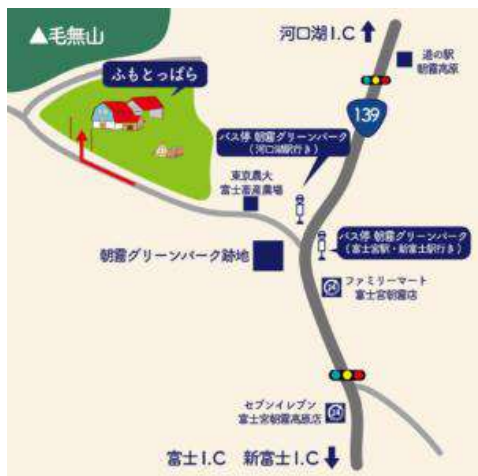 ▲毛無山
河口湖I.C
道の駅
朝霧高原
ふもとっぱら
139
バス停 朝霧グリーンパーク
(河口湖駅行き)
東京農大
富士畜産農場
バス停 朝霧グリーンパーク
(富士宮駅・新富士駅行き)
朝霧グリーンパーク跡地
24
ファミリーマート
富士宮朝霧店
セブンイレブン
富士宮朝霧高原店
24
富士I.C 新富士I.C